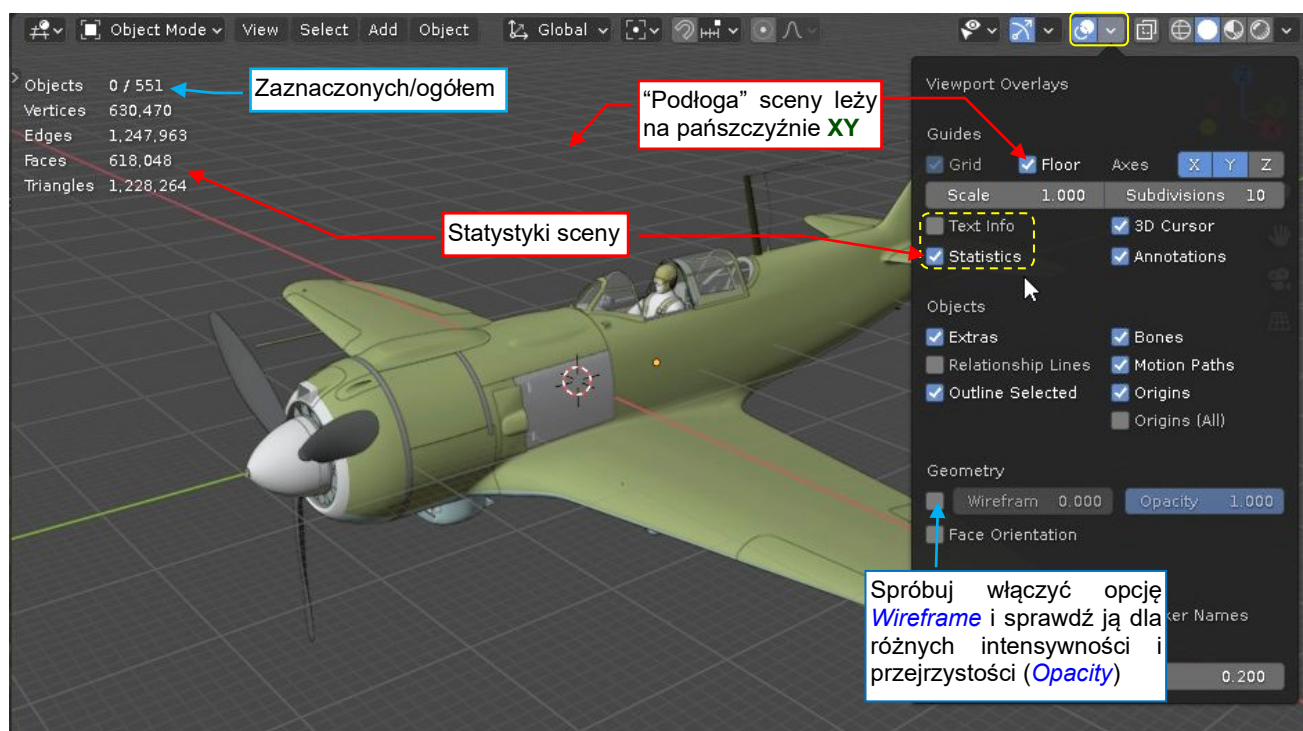 Object Mode View Select Add Object Global
Objects 0 / 551
Vertices 630,470
Edges 1,247,963
Faces 618,048
Triangles 1,228,264
Zaznaczonych/ogółem
“Podłoga” sceny leży
na pańszczyźnie XY
Statystyki sceny
Viewport Overlays
Guides
Grid Floor Axes X Y Z
Scale 1.000 Subdivisions 10
Text Info 3D Cursor
Statistics Annotations
Objects
Extras Bones
Relationship Lines Motion Paths
Outline Selected Origins
Origins (All)
Geometry
Wirefram 0.000 Opacity 1.000
Face Orientation
Spróbuj włączyć opcję
Wireframe i sprawdź ją dla
różnych intensywności i
przejrzystości (Opacity)
ker Names
0.200